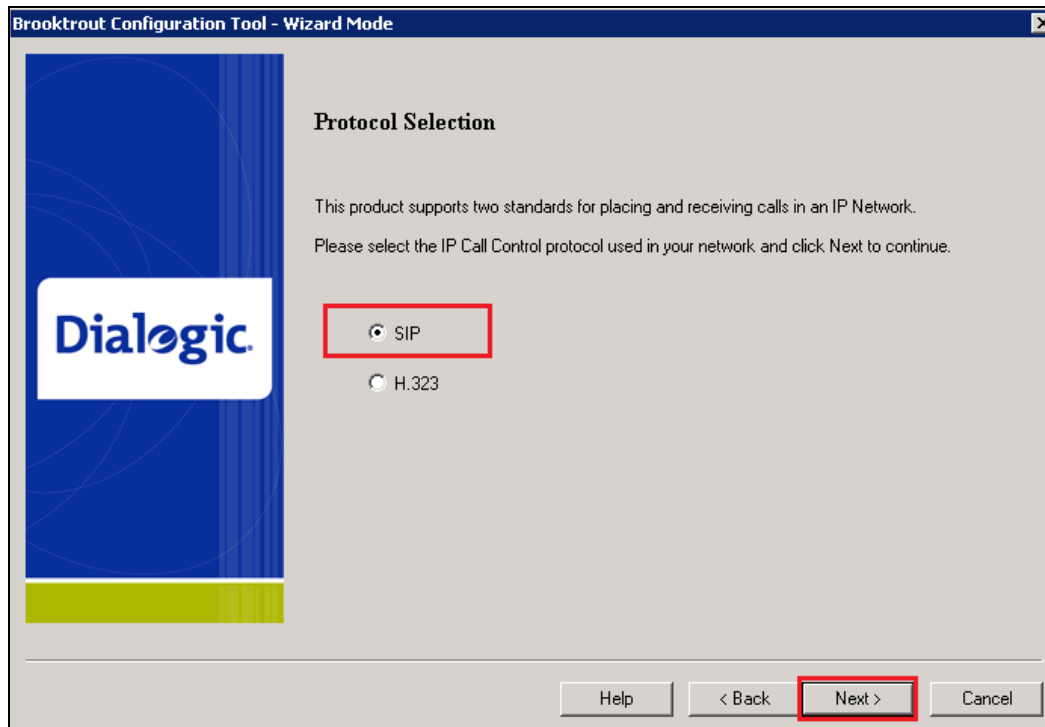 Brooktrout Configuration Tool - Wizard Mode
Protocol Selection
This product supports two standards for placing and receiving calls in an IP Network.
Please select the IP Call Control protocol used in your network and click Next to continue.
Dialogic.
SIP
H.323
Help
< Back
Next >
Cancel